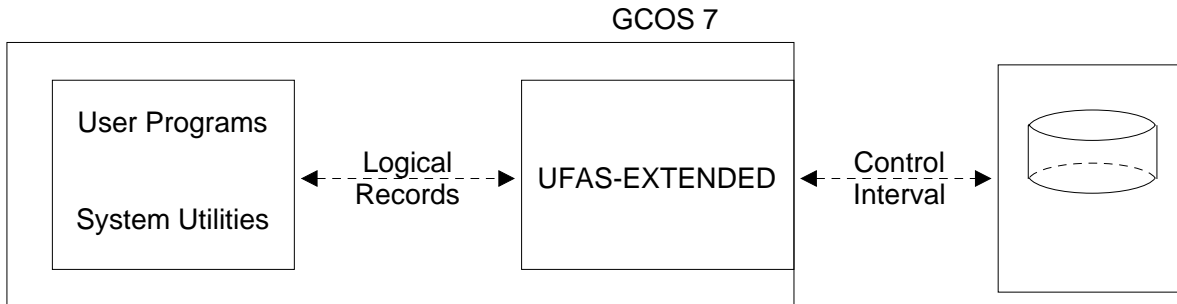 GCOS 7
User Programs
System Utilities
Logical
Records
UFAS-EXTENDED
Control
Interval